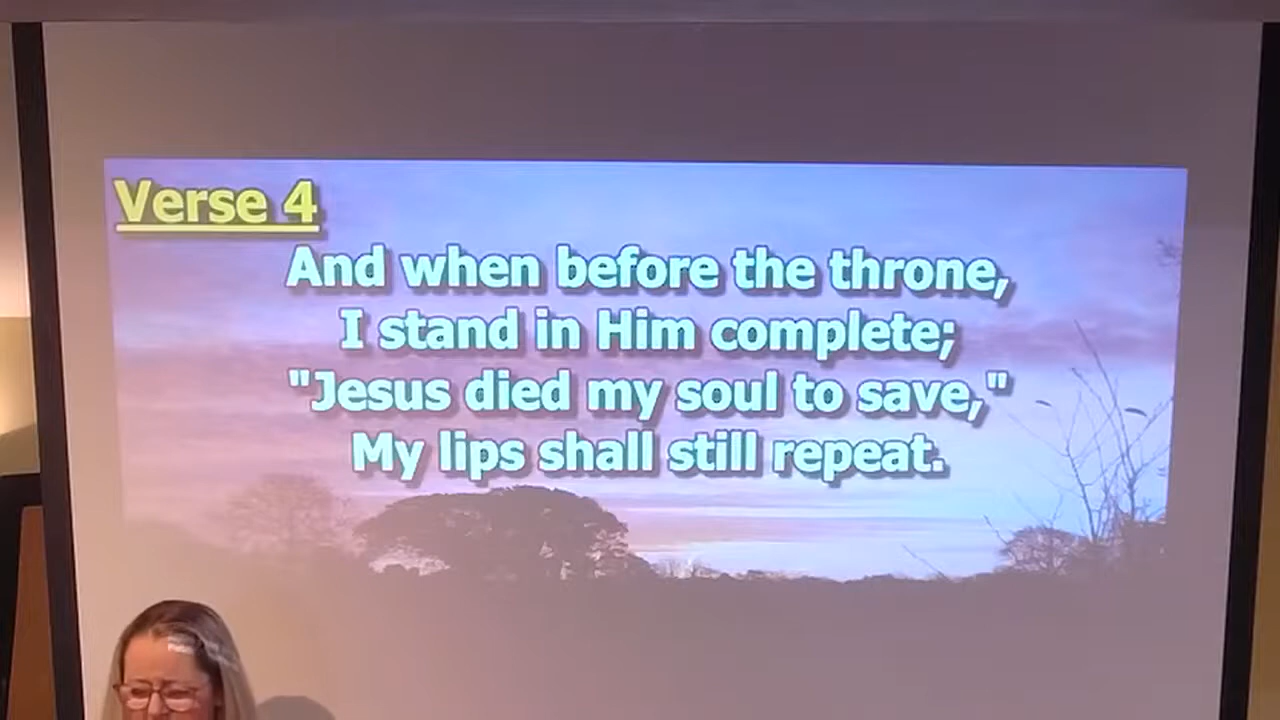 Verse 4
And when before the throne,
I stand in Him complete;
"Jesus died my soul to save,"
My lips shall still repeat.